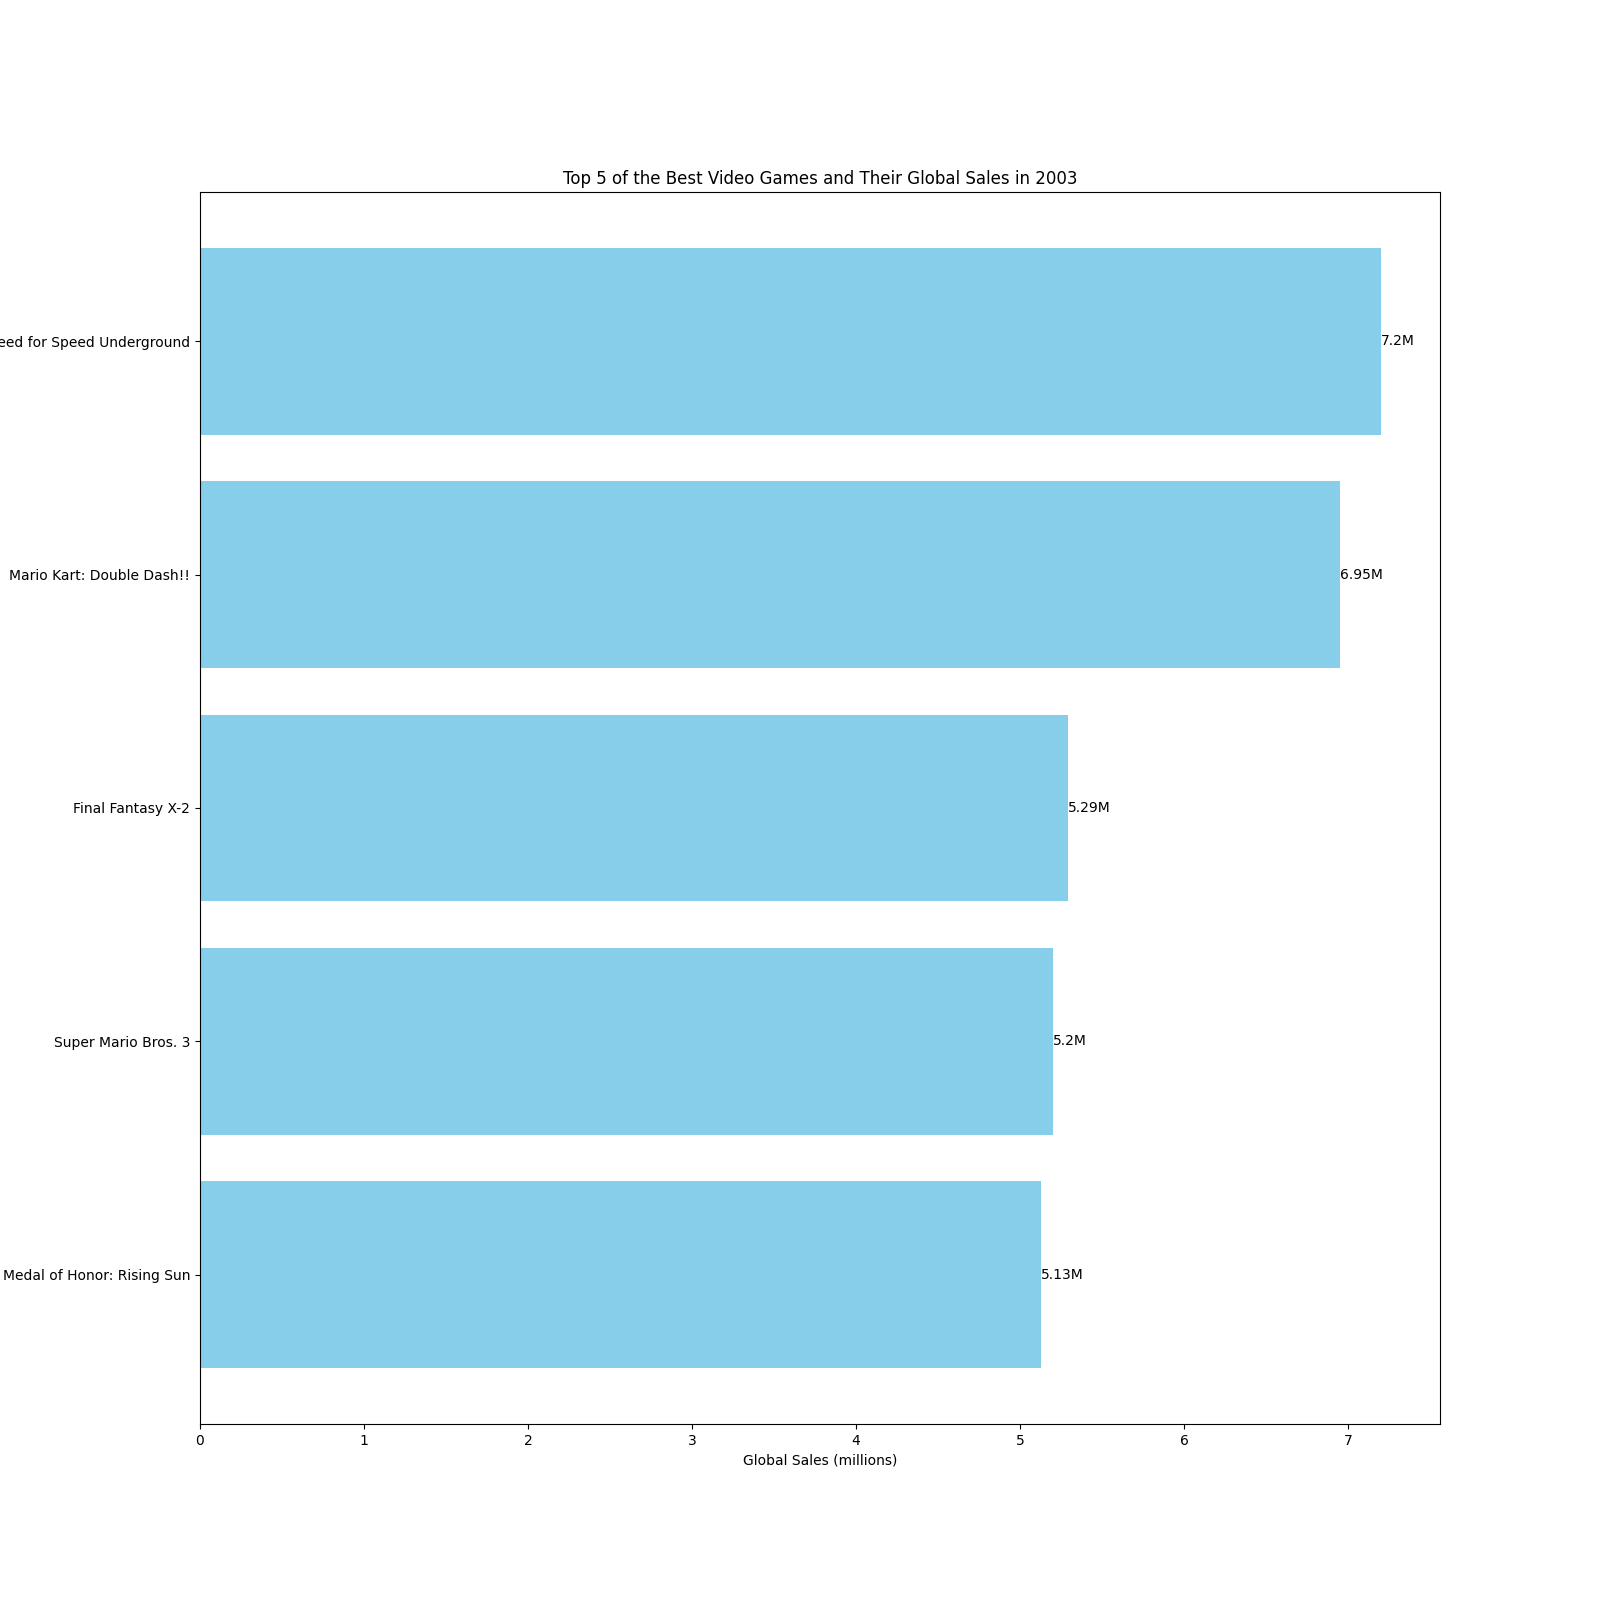 Top 5 of the Best Video Games and Their Global Sales in 2003
eed for Speed Underground
7.2M
Mario Kart: Double Dash!!
6.95M
Final Fantasy X-2
5.29M
Super Mario Bros. 3
5.2M
Medal of Honor: Rising Sun
5.13M
0 1 2 3 4 5 6 7
Global Sales (millions)